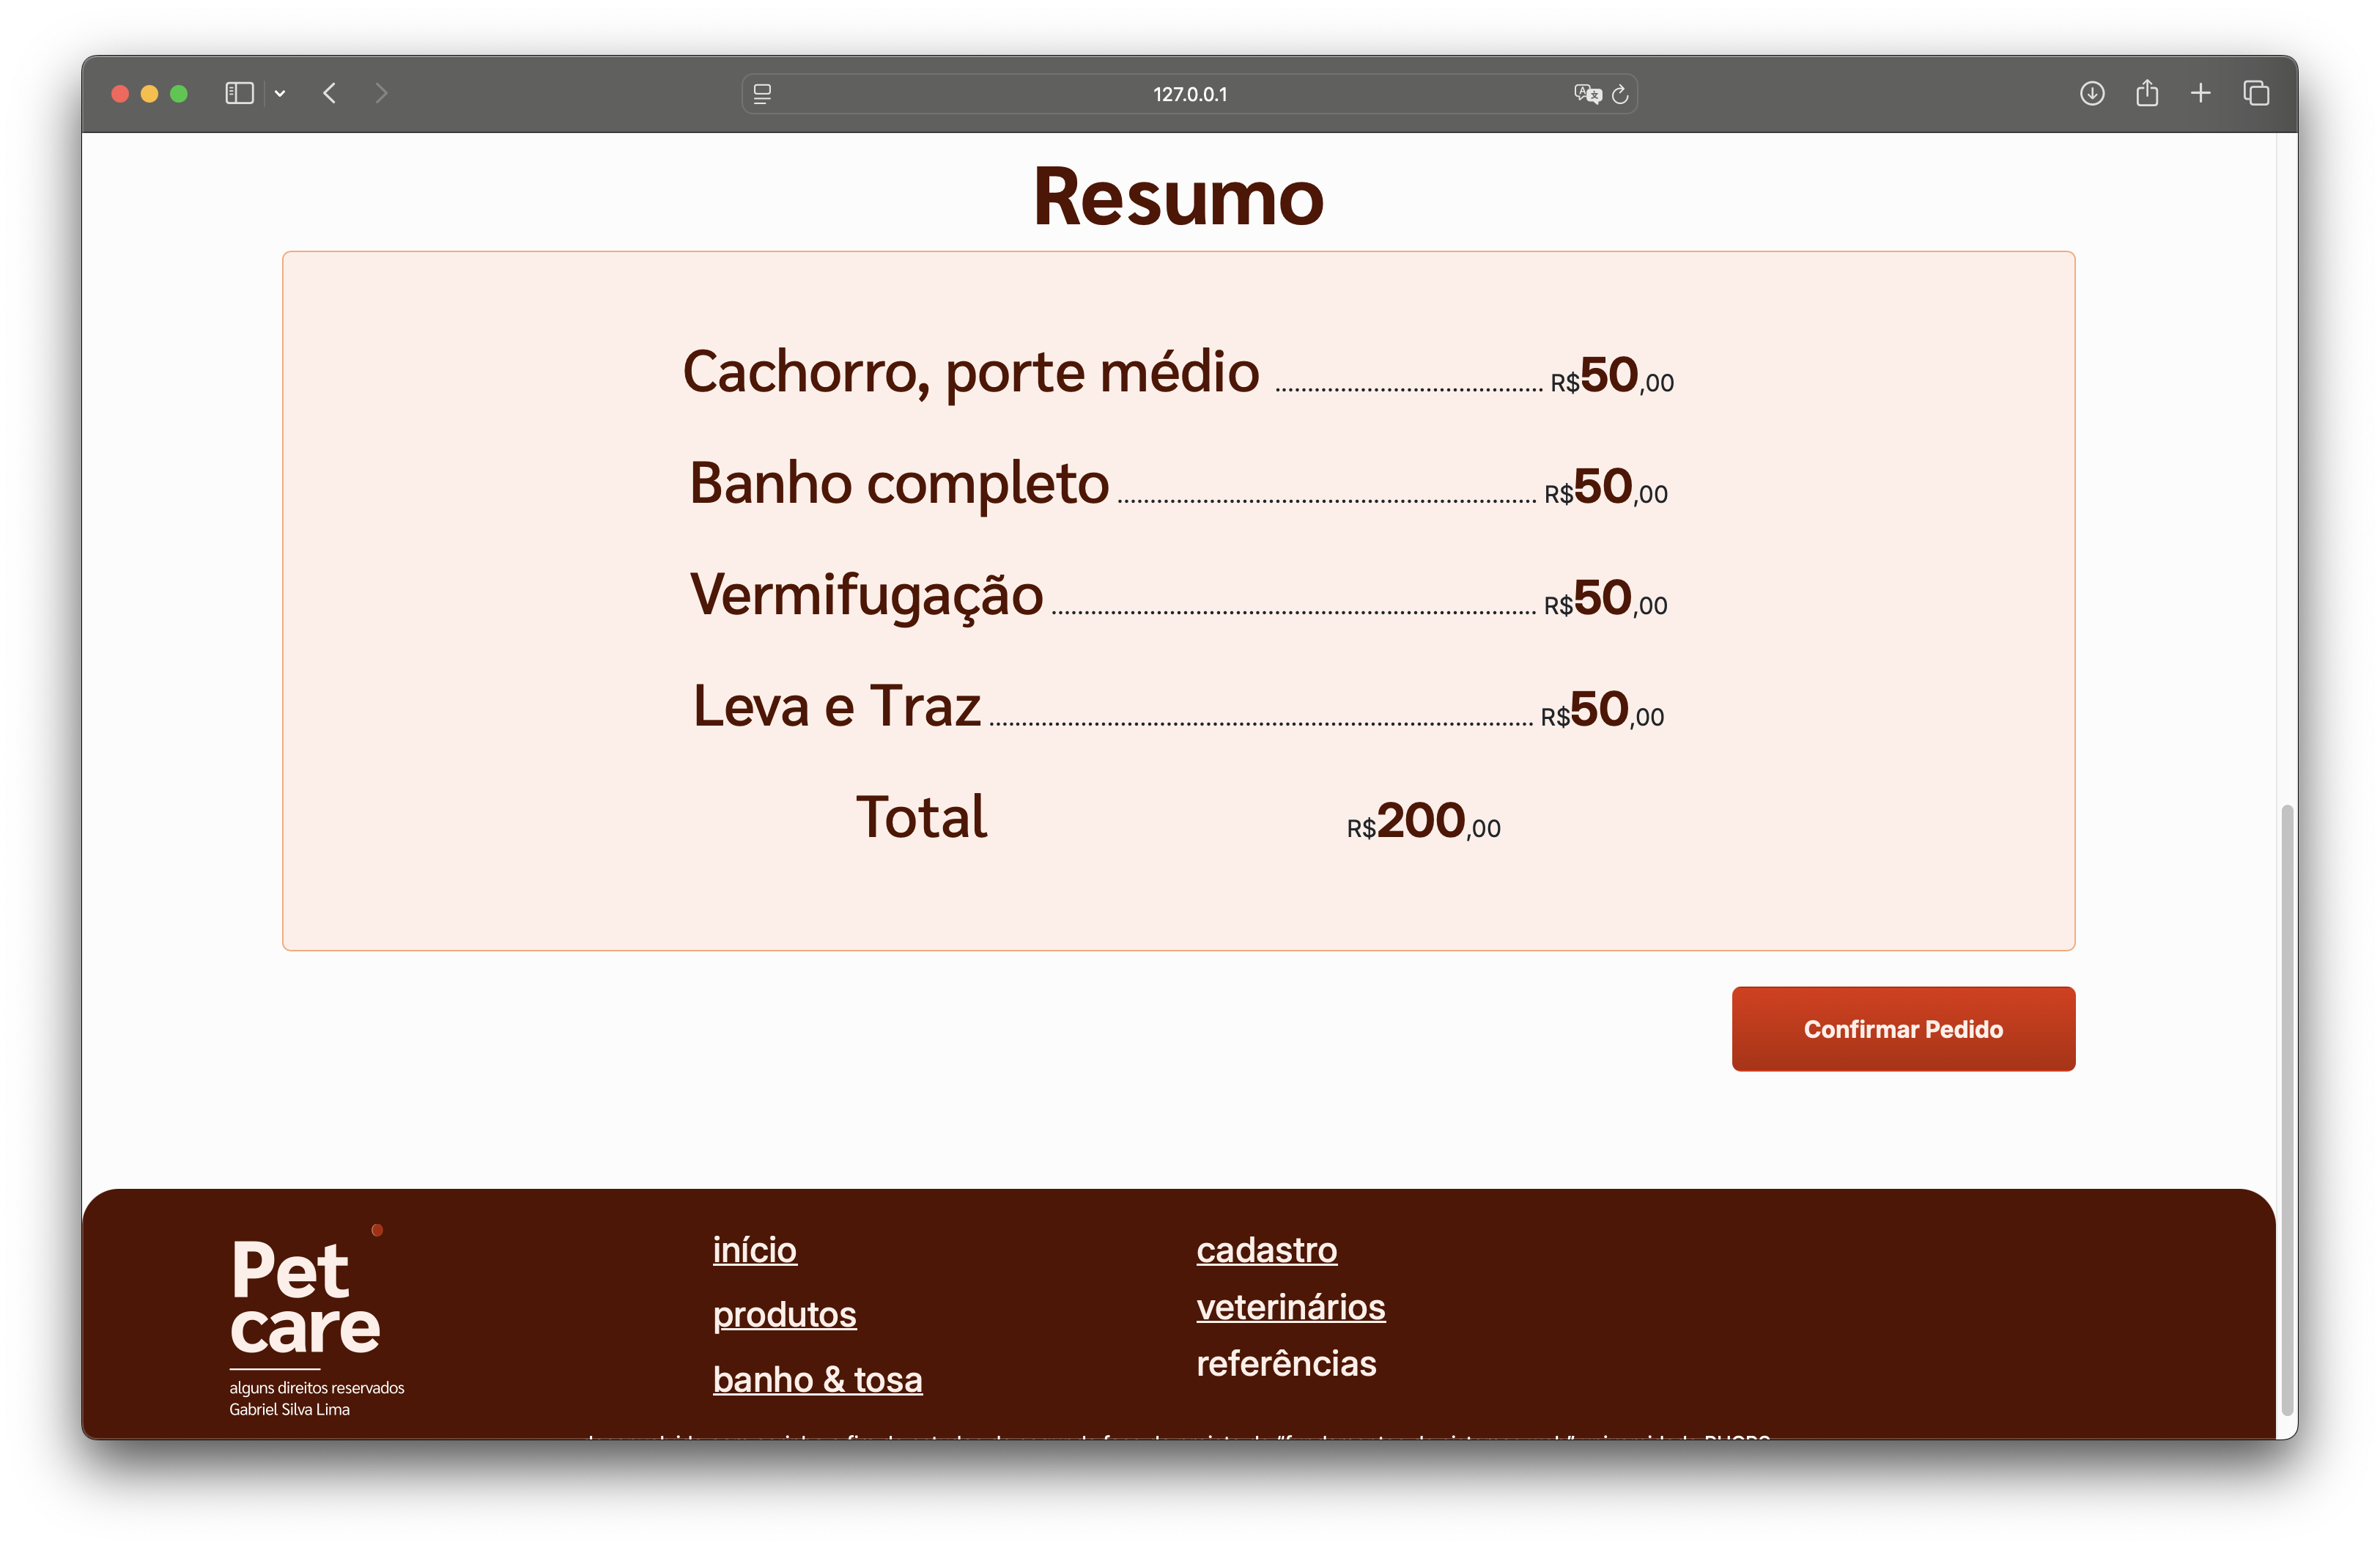 127.0.0.1
Resumo
Cachorro, porte médio ......................................... R$50,00
Banho completo ................................................................ R$50,00
Vermifugação .......................................................................... R$50,00
Leva e Traz ................................................................................... R$50,00
Total R$200,00
Confirmar Pedido
Pet
care
alguns direitos reservados
Gabriel Silva Lima
início
produtos
banho & tosa
cadastro
veterinários
referências